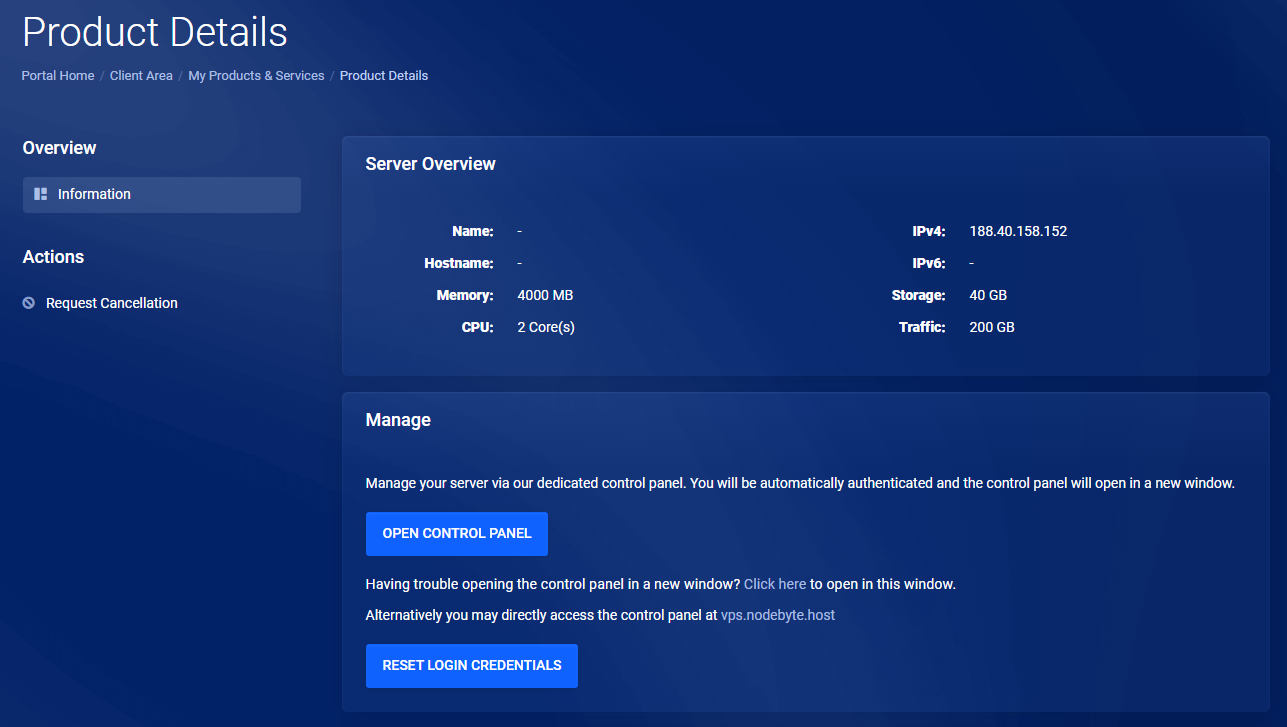 Product Details
Portal Home / Client Area / My Products & Services / Product Details
Overview
Information
Actions
Request Cancellation
Server Overview
Name: -
IPv4: 188.40.158.152
Hostname: -
IPv6: -
Memory: 4000 MB
Storage: 40 GB
CPU: 2 Core(s)
Traffic: 200 GB
Manage
Manage your server via our dedicated control panel. You will be automatically authenticated and the control panel will open in a new window.
OPEN CONTROL PANEL
Having trouble opening the control panel in a new window? Click here to open in this window.
Alternatively you may directly access the control panel at vps.nodebyte.host
RESET LOGIN CREDENTIALS